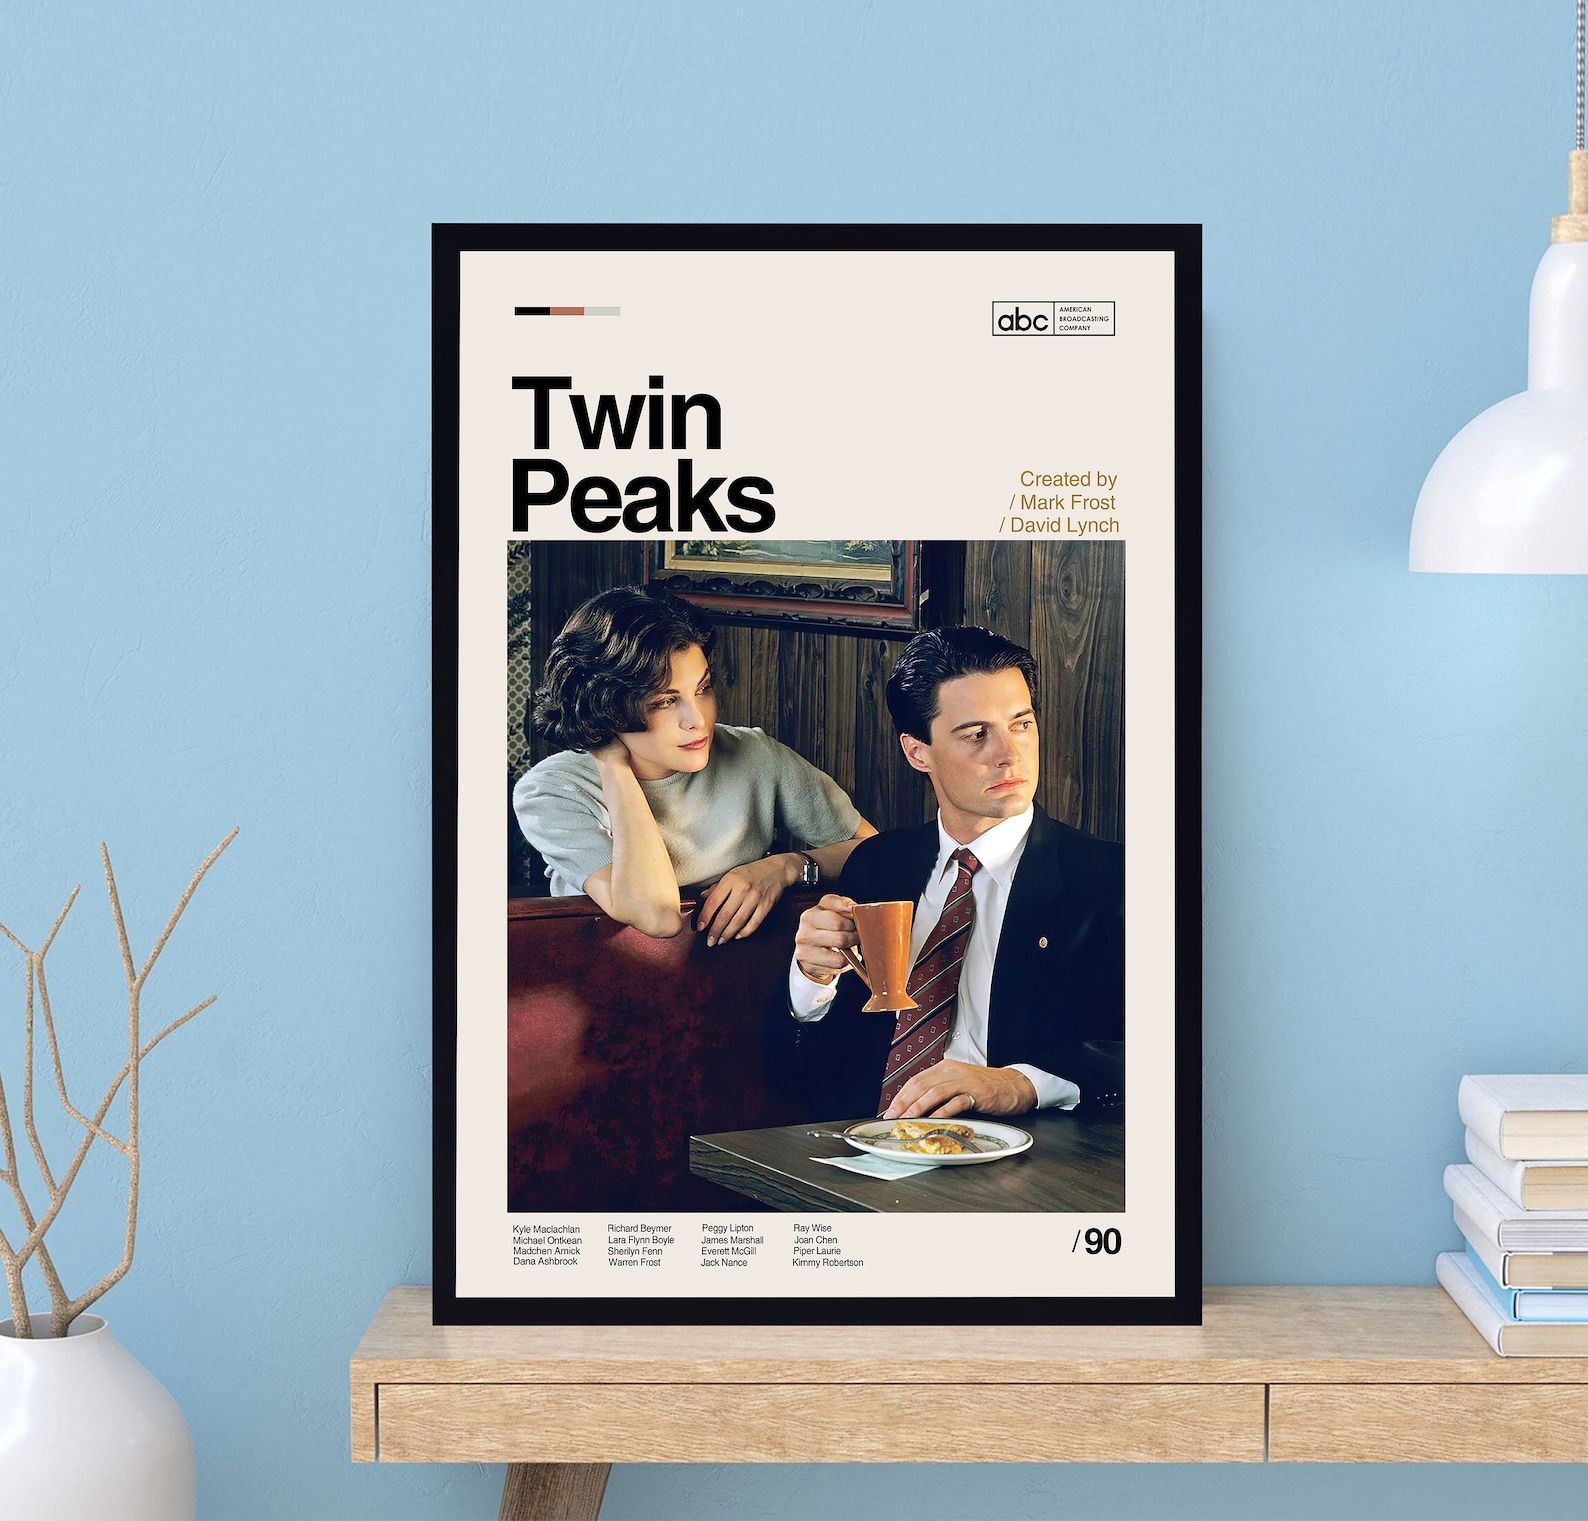 abc
AMERICAN
BROADCASTING
COMPANY
Twin
Peaks
Created by
/ Mark Frost
/ David Lynch
Kyle Maclachlan
Michael Ontkean
Madchen Amick
Dana Ashbrook
Richard Beymer
Lara Flynn Boyle
Sherilyn Fenn
Warren Frost
Peggy Lipton
James Marshall
Everett McGill
Jack Nance
Ray Wise
Joan Chen
Piper Laurie
Kimmy Robertson
/ 90